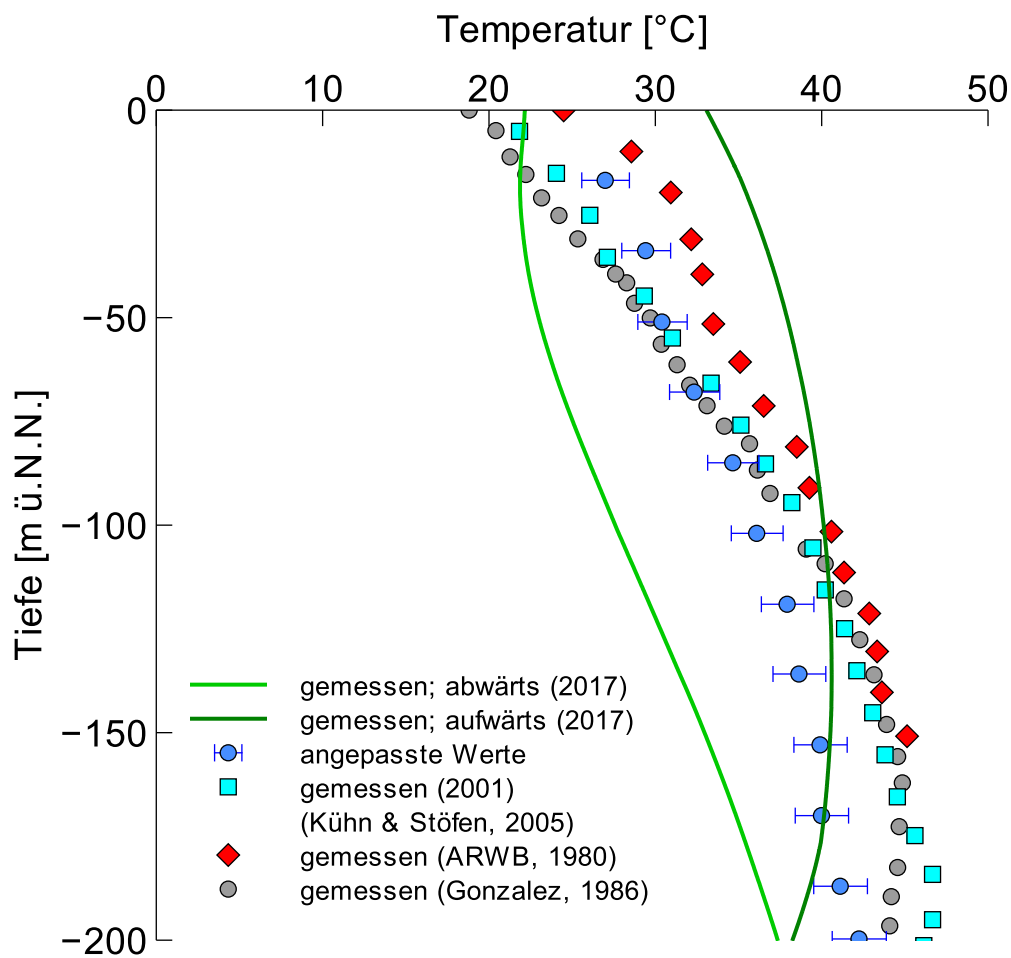 Temperatur [°C]
0 10 20 30 40 50
0
−50
−100
−150
−200
Tiefe [m ü.N.N.]
gemessen; abwärts (2017)
gemessen; aufwärts (2017)
angepasste Werte
gemessen (2001)
(Kühn & Stöfen, 2005)
gemessen (ARWB, 1980)
gemessen (Gonzalez, 1986)